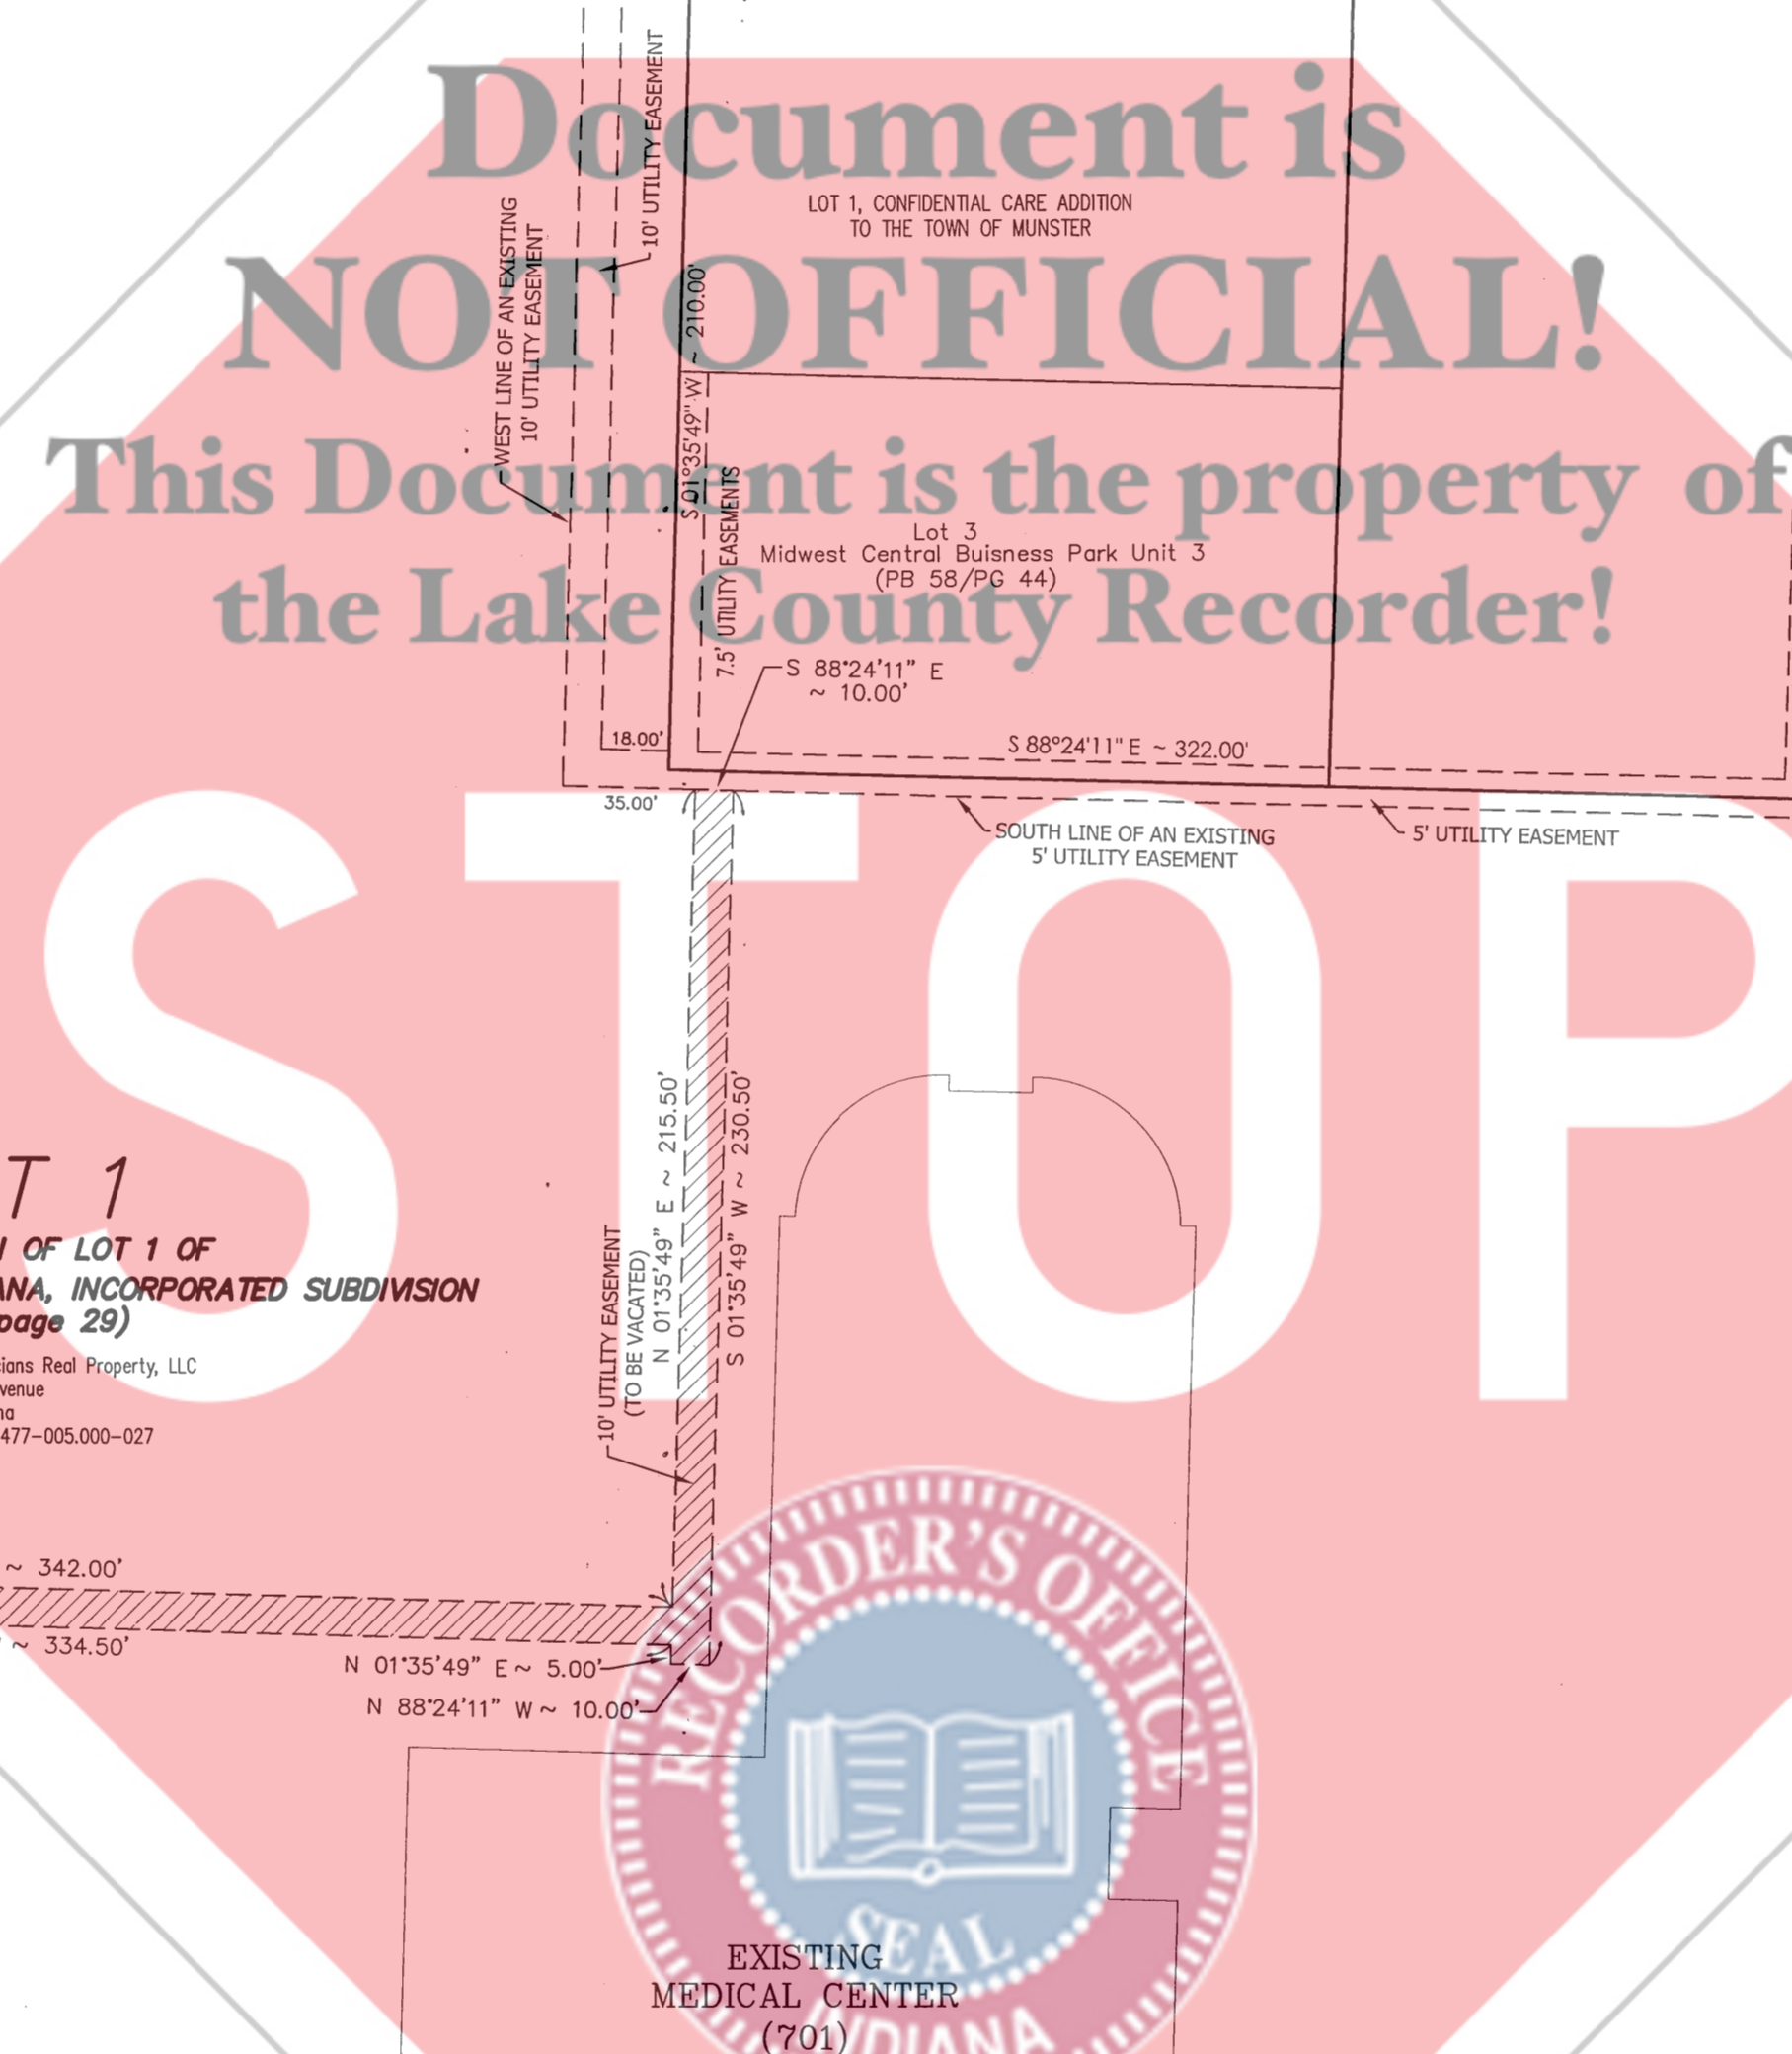 Document is
NOT OFFICIAL!
This Document is the property of
the Lake County Recorder!
STOP
10' UTILITY EASEMENT
WEST LINE OF AN EXISTING
10' UTILITY EASEMENT
LOT 1, CONFIDENTIAL CARE ADDITION
TO THE TOWN OF MUNSTER
S 01°35'49" W ~ 210.00'
7.5' UTILITY EASEMENTS
Lot 3
Midwest Central Buisness Park Unit 3
(PB 58/PG 44)
S 88°24'11" E
~ 10.00'
18.00'
S 88°24'11" E ~ 322.00'
35.00'
SOUTH LINE OF AN EXISTING
5' UTILITY EASEMENT
5' UTILITY EASEMENT
N 01°35'49" E ~ 215.50'
S 01°35'49" W ~ 230.50'
10' UTILITY EASEMENT
(TO BE VACATED)
T 1
OF LOT 1 OF
ANA, INCORPORATED SUBDIVISION
page 29)
cians Real Property, LLC
venue
na
477-005.000-027
~ 342.00'
~ 334.50'
N 01°35'49" E ~ 5.00'
N 88°24'11" W ~ 10.00'
RECORDER'S OFFICE
SEAL
INDIANA
EXISTING
MEDICAL CENTER
(701)